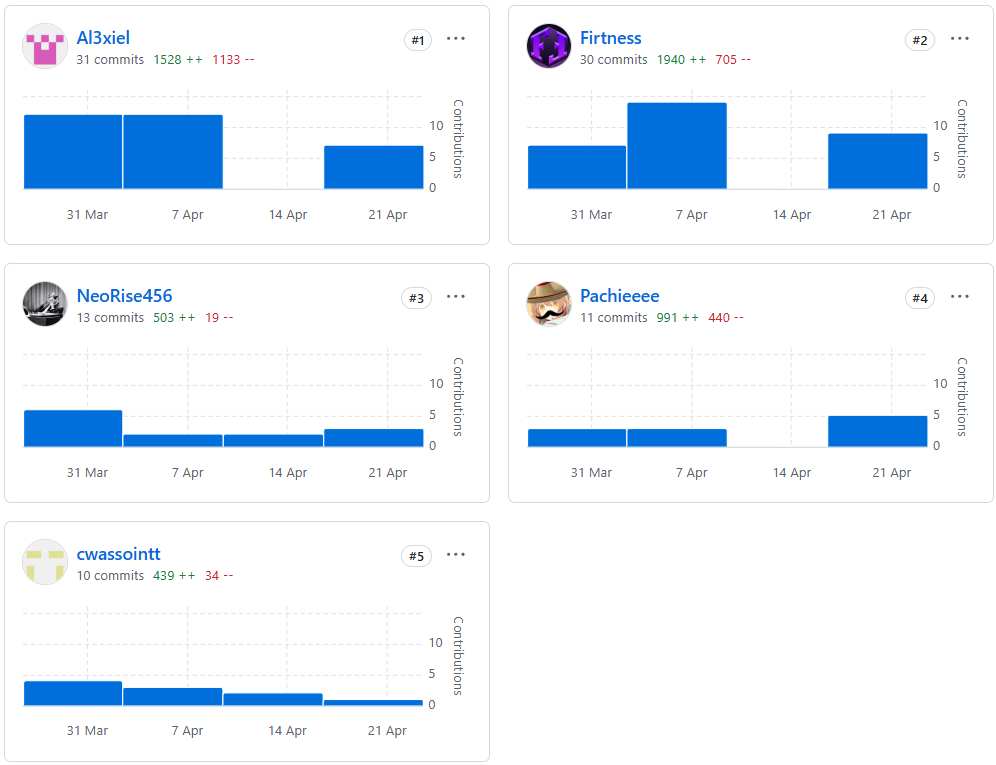 Al3xiel
#1
31 commits 1528 ++ 1133 --
Contributions
10
5
0
31 Mar 7 Apr 14 Apr 21 Apr
Firtness
#2
30 commits 1940 ++ 705 --
Contributions
10
5
0
31 Mar 7 Apr 14 Apr 21 Apr
NeoRise456
#3
13 commits 503 ++ 19 --
Contributions
10
5
0
31 Mar 7 Apr 14 Apr 21 Apr
Pachieeee
#4
11 commits 991 ++ 440 --
Contributions
10
5
0
31 Mar 7 Apr 14 Apr 21 Apr
cwassointt
#5
10 commits 439 ++ 34 --
Contributions
10
5
0
31 Mar 7 Apr 14 Apr 21 Apr